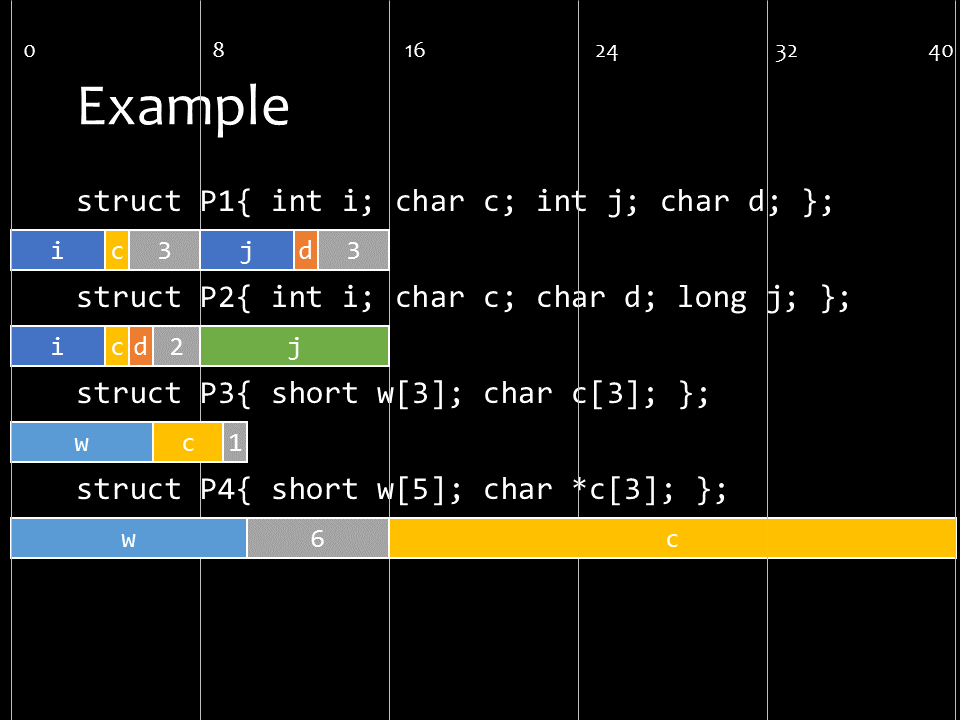 0 8 16 24 32 40
Example
struct P1{ int i; char c; int j; char d; };
i c 3 j d 3
struct P2{ int i; char c; char d; long j; };
i c d 2 j
struct P3{ short w[3]; char c[3]; };
w c 1
struct P4{ short w[5]; char *c[3]; };
w 6 c